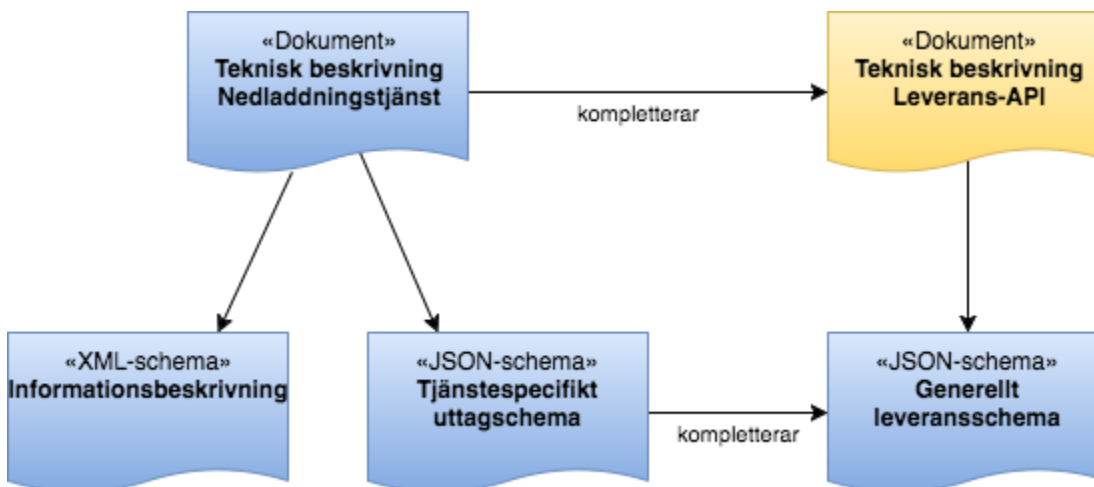 «Dokument»
Teknisk beskrivning
Nedladdningstjänst
kompletterar
«Dokument»
Teknisk beskrivning
Leverans-API
«XML-schema»
Informationsbeskrivning
«JSON-schema»
Tjänstespecifikt
uttagschema
kompletterar
«JSON-schema»
Generellt
leveransschema